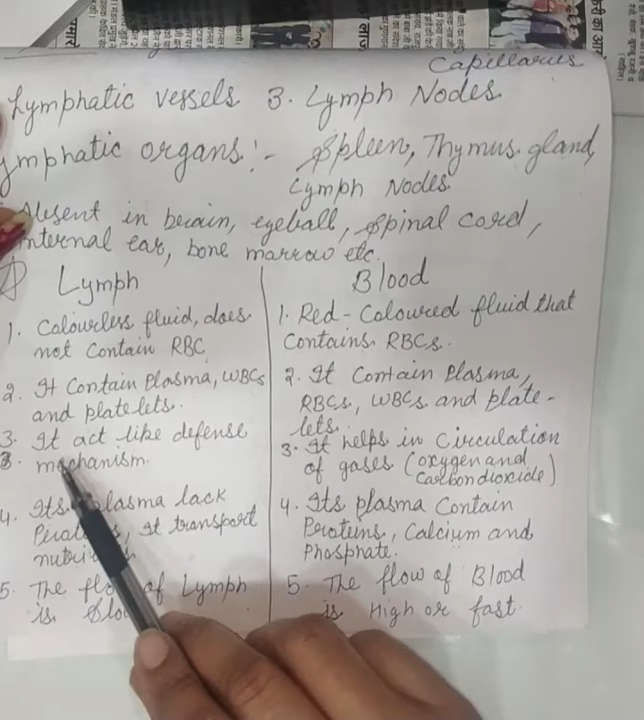 Capillaries
Lymphatic vessels 3. Lymph Nodes
ymphatic organs:- Spleen, Thymus gland,
Lymph Nodes.
Absent in brain, eyeball, Spinal cord,
internal ear, bone marrow etc.
Lymph
1. Colourless fluid, does
not Contain RBC
2. It Contain Plasma, WBCs
and platelets.
3. It act like defense
3. mechanism.
4. Its plasma lack
it transport
5. The flow of Lymph
is
Blood
1. Red-Coloured fluid that
Contains RBCs.
2. It Contain Plasma,
RBCs, WBCs and plate-
lets.
3. It helps in Circulation
of gases (oxygen and
Carbondioxide)
4. Its plasma Contain
Proteins, Calcium and
Phosphate.
5. The flow of Blood
is High or fast.